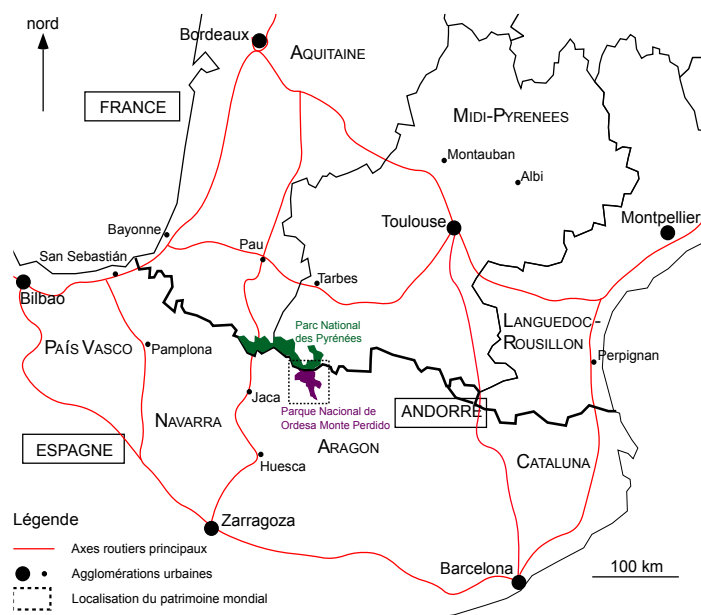 nord
Bordeaux
AQUITAINE
FRANCE
MIDI-PYRENEES
Montauban
Albi
Toulouse
Montpellier
Bayonne
San Sebastián
Pau
Tarbes
Bilbao
Parc National
des Pyrénées
LANGUEDOC-
ROUSILLON
PAÍS VASCO
Pamplona
Perpignan
Jaca
NAVARRA
Parque Nacional de
Ordesa Monte Perdido
ANDORRE
ARAGON
ESPAGNE
Huesca
CATALUNA
Légende
Zarragoza
Axes routiers principaux
Agglomérations urbaines
Barcelona
100 km
Localisation du patrimoine mondial